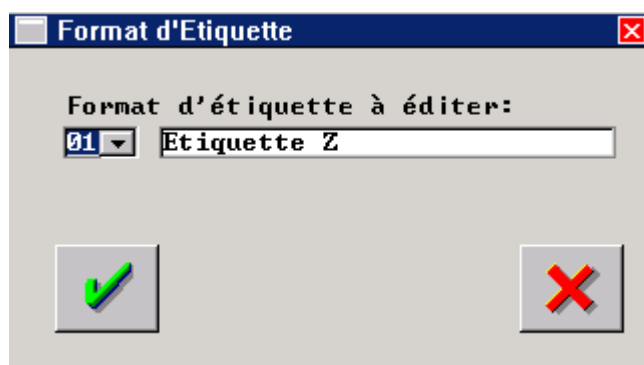 Format d'Etiquette
Format d'étiquette à éditer:
01 Etiquette Z